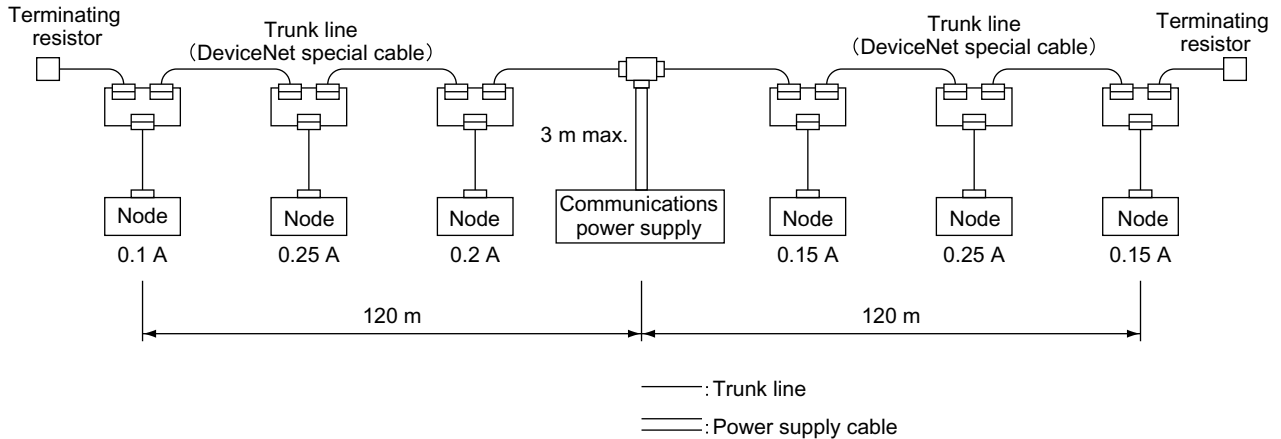 Terminating
resistor
Trunk line
（DeviceNet special cable）
Trunk line
（DeviceNet special cable）
Terminating
resistor
3 m max.
Node
Node
Node
Communications
power supply
Node
Node
Node
0.1 A
0.25 A
0.2 A
0.15 A
0.25 A
0.15 A
120 m
120 m
: Trunk line
: Power supply cable